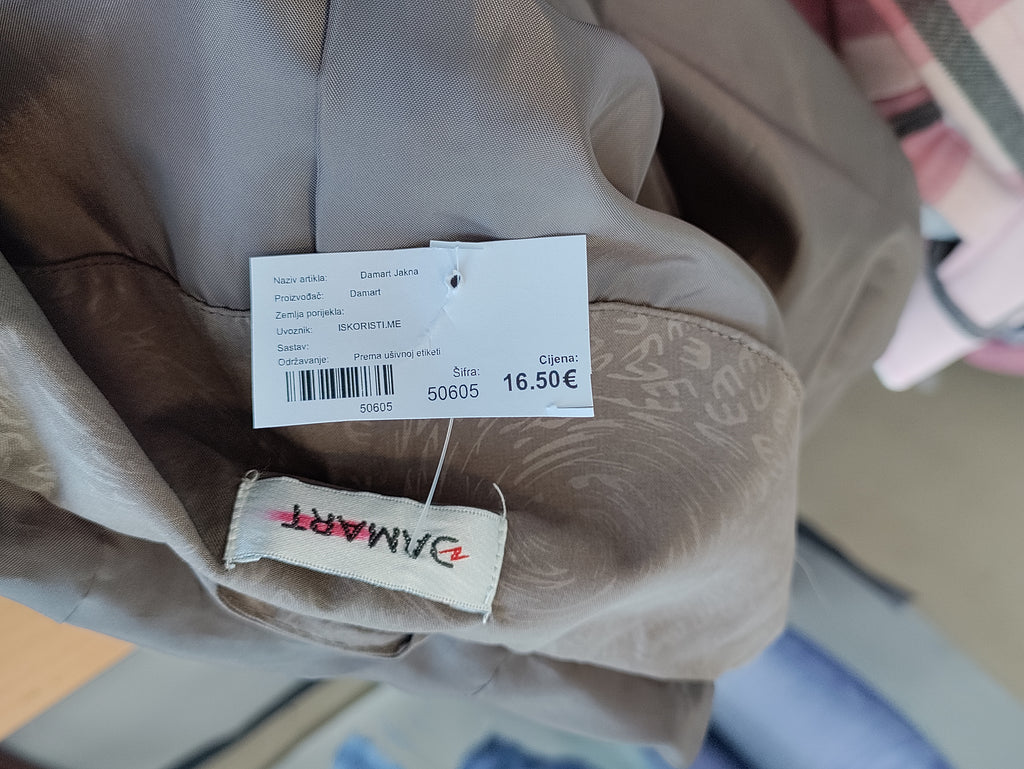 Naziv artikla: Damart Jakna
Proizvođač: Damart
Zemlja porijekla:
Uvoznik: ISKORISTI.ME
Sastav:
Održavanje: Prema ušivnoj etiketi
50605
Šifra:
50605
Cijena:
16.50€
DAMART